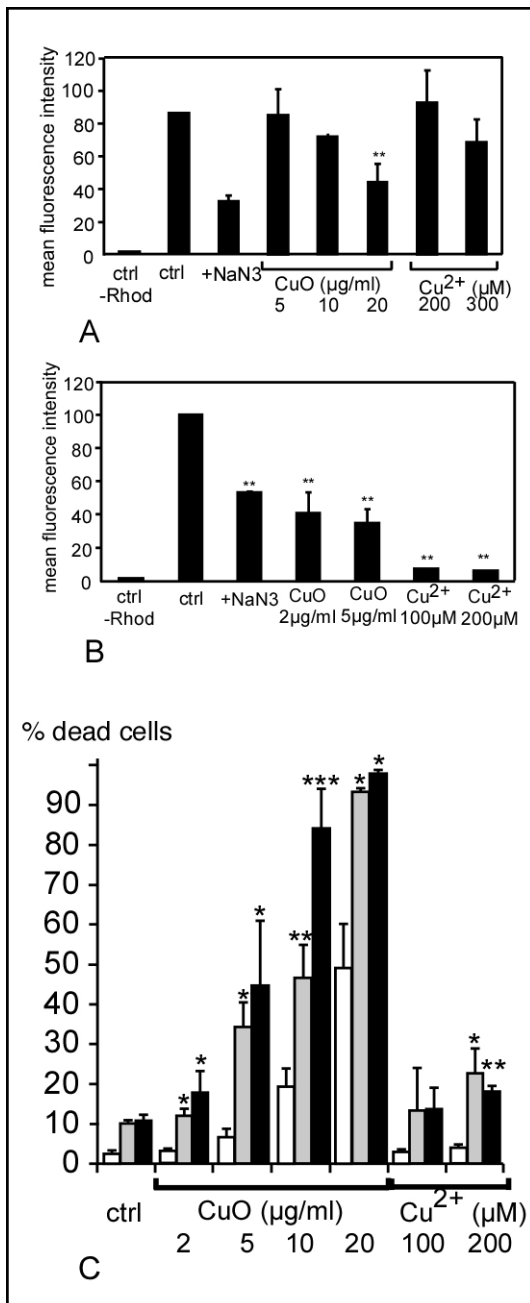 mean fluorescence intensity
120
100
80
60
40
20
0
**
ctrl ctrl +NaN3 CuO (µg/ml) Cu2+ (µM)
-Rhod 5 10 20 200 300
A
mean fluorescence intensity
120
100
80
60
40
20
0
** ** ** ** **
ctrl ctrl +NaN3 CuO CuO Cu2+ Cu2+
-Rhod 2µg/ml 5µg/ml 100µM 200µM
B
% dead cells
90
80
70
60
50
40
30
20
10
0
* * * * ** *** * * * **
ctrl CuO (µg/ml) Cu2+ (µM)
2 5 10 20 100 200
C